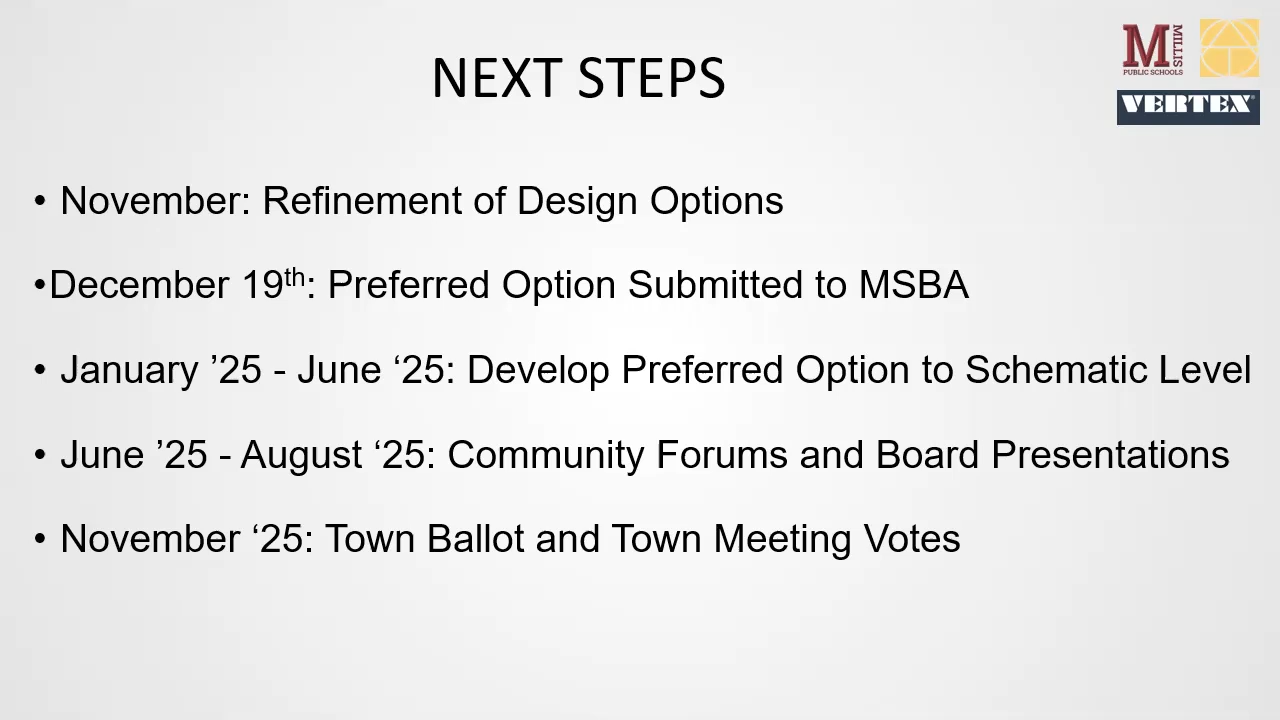 NEXT STEPS
M
MILLIS
PUBLIC SCHOOLS
VERTEX®
• November: Refinement of Design Options
•December 19th: Preferred Option Submitted to MSBA
• January ’25 - June ‘25: Develop Preferred Option to Schematic Level
• June ’25 - August ‘25: Community Forums and Board Presentations
• November ‘25: Town Ballot and Town Meeting Votes